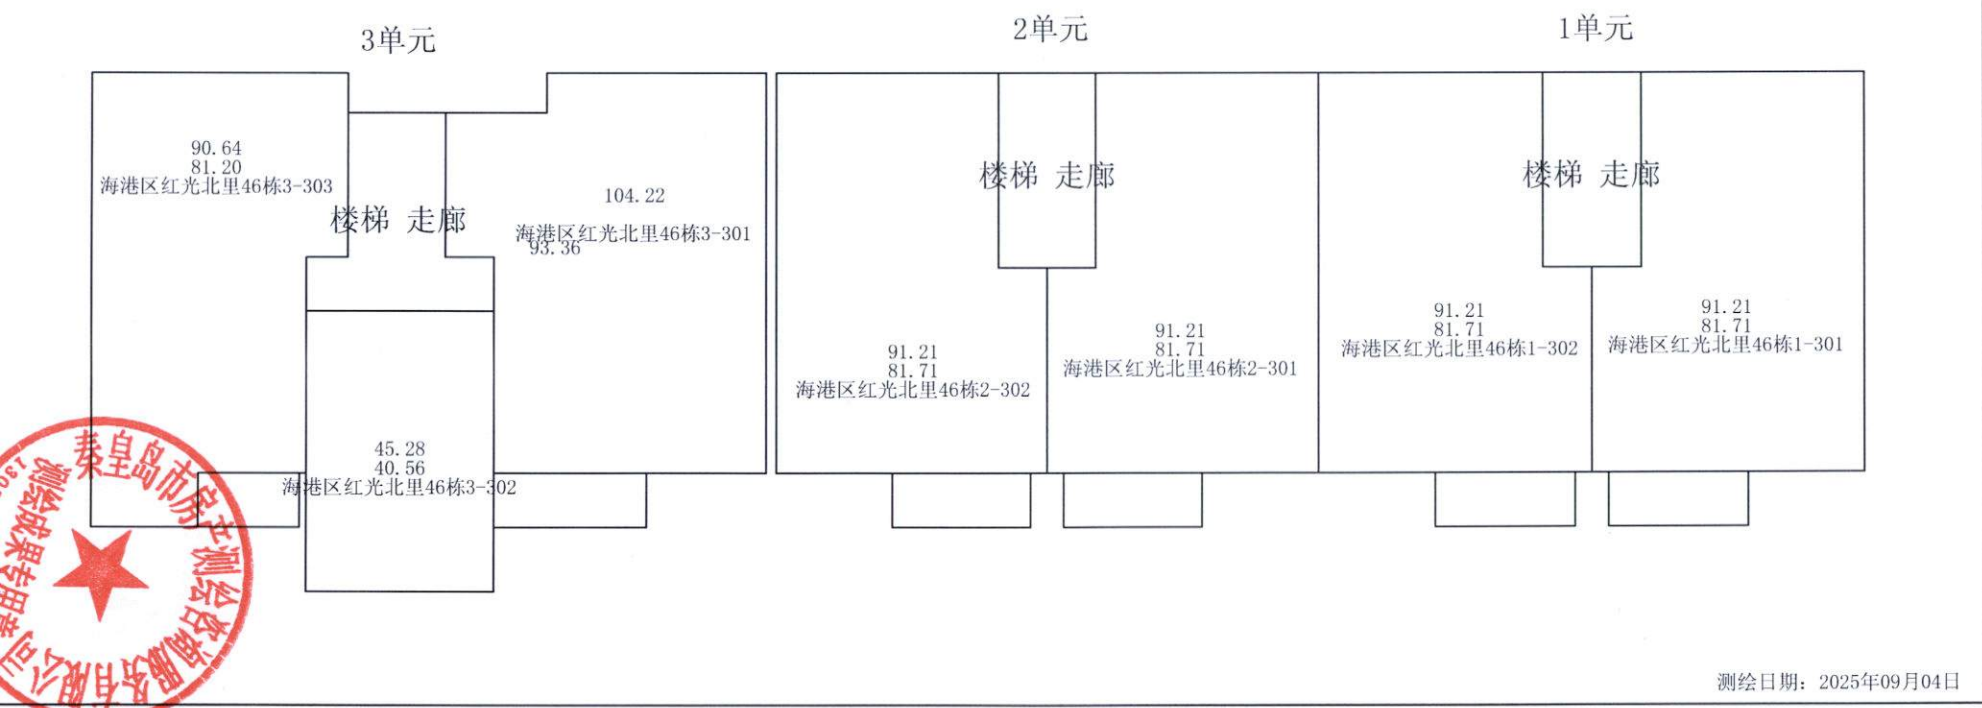 3单元
2单元
1单元
90.64
81.20
海港区红光北里46栋3-303
楼梯 走廊
104.22
海港区红光北里46栋3-301
93.36
45.28
40.56
海港区红光北里46栋3-302
楼梯 走廊
91.21
81.71
海港区红光北里46栋2-302
91.21
81.71
海港区红光北里46栋2-301
楼梯 走廊
91.21
81.71
海港区红光北里46栋1-302
91.21
81.71
海港区红光北里46栋1-301
秦皇岛市房产测绘咨询服务有限公司
测绘成果专用章
测绘日期：2025年09月04日